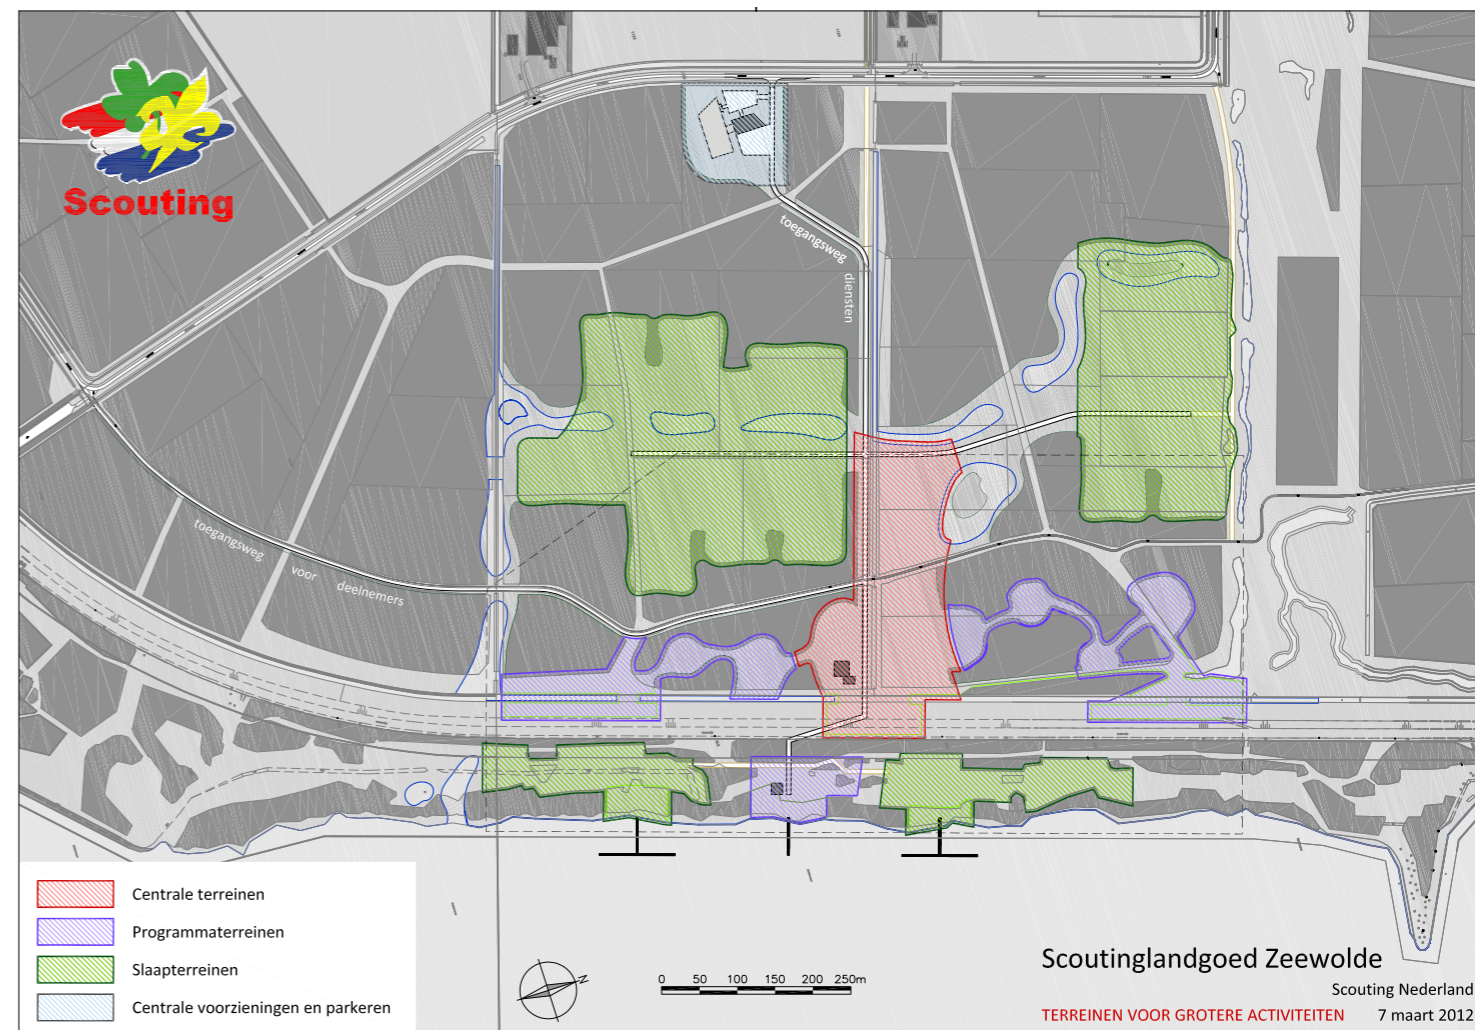 Scouting
toegangsweg
diensten
toegangsweg
voor
deelnemers
Centrale terreinen
Programmaterreinen
Slaapterreinen
Centrale voorzieningen en parkeren
N
0 50 100 150 200 250m
Scoutinglandgoed Zeewolde
Scouting Nederland
TERREINEN VOOR GROTERE ACTIVITEITEN 7 maart 2012